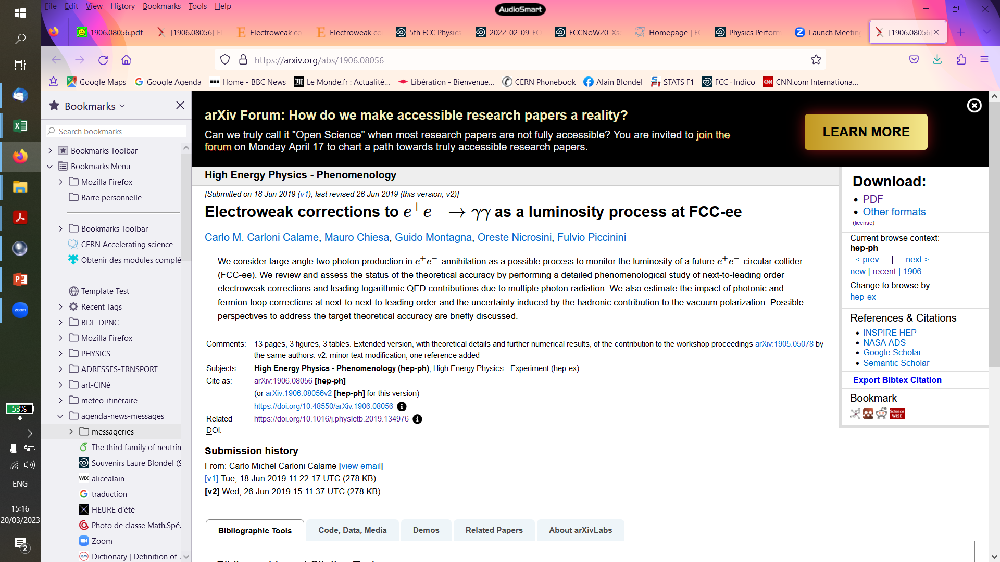 File Edit View History Bookmarks Tools Help
AudioSmart
1906.08056.pdf
[1906.08056] El
Electroweak co
Electroweak co
5th FCC Physics
2022-02-09-FC
FCCNoW20-Xse
Homepage | FC
Physics Perform
Launch Meetin
[1906.08056]
https://arxiv.org/abs/1906.08056
Google Maps
Google Agenda
Home - BBC News
Le Monde.fr : Actualité...
Libération - Bienvenue...
CERN Phonebook
Alain Blondel
STATS F1
FCC · Indico
CNN.com Internationa...
Bookmarks
Search bookmarks
Bookmarks Toolbar
Bookmarks Menu
Mozilla Firefox
Barre personnelle
Bookmarks Toolbar
CERN Accelerating science
Obtenir des modules complé
Template Test
Recent Tags
BDL-DPNC
Mozilla Firefox
PHYSICS
ADRESSES-TRNSPORT
art-CINé
meteo-itinéraire
agenda-news-messages
messageries
The third family of neutrin
Souvenirs Laure Blondel (9
alicealain
traduction
HEURE d'été
Photo de classe Math.Spé.
Zoom
Dictionary | Definition of .
zoom
53%
ENG
15:16
20/03/2023
2
arXiv Forum: How do we make accessible research papers a reality?
Can we truly call it "Open Science" when most research papers are not fully accessible? You are invited to join the
forum on Monday April 17 to chart a path towards truly accessible research papers.
LEARN MORE
High Energy Physics - Phenomenology
[Submitted on 18 Jun 2019 (v1), last revised 26 Jun 2019 (this version, v2)]
Electroweak corrections to e⁺e⁻ → γγ as a luminosity process at FCC-ee
Carlo M. Carloni Calame, Mauro Chiesa, Guido Montagna, Oreste Nicrosini, Fulvio Piccinini
We consider large-angle two photon production in e⁺e⁻ annihilation as a possible process to monitor the luminosity of a future e⁺e⁻ circular collider
(FCC-ee). We review and assess the status of the theoretical accuracy by performing a detailed phenomenological study of next-to-leading order
electroweak corrections and leading logarithmic QED contributions due to multiple photon radiation. We also estimate the impact of photonic and
fermion-loop corrections at next-to-next-to-leading order and the uncertainty induced by the hadronic contribution to the vacuum polarization. Possible
perspectives to address the target theoretical accuracy are briefly discussed.
Comments: 13 pages, 3 figures, 3 tables. Extended version, with theoretical details and further numerical results, of the contribution to the workshop proceedings arXiv:1905.05078 by
the same authors. v2: minor text modification, one reference added
Subjects: High Energy Physics - Phenomenology (hep-ph); High Energy Physics - Experiment (hep-ex)
Cite as: arXiv:1906.08056 [hep-ph]
(or arXiv:1906.08056v2 [hep-ph] for this version)
https://doi.org/10.48550/arXiv.1906.08056
Related https://doi.org/10.1016/j.physletb.2019.134976
DOI:
Submission history
From: Carlo Michel Carloni Calame [view email]
[v1] Tue, 18 Jun 2019 11:22:17 UTC (278 KB)
[v2] Wed, 26 Jun 2019 15:11:37 UTC (278 KB)
Bibliographic Tools
Code, Data, Media
Demos
Related Papers
About arXivLabs
Download:
PDF
Other formats
(license)
Current browse context:
hep-ph
< prev | next >
new | recent | 1906
Change to browse by:
hep-ex
References & Citations
INSPIRE HEP
NASA ADS
Google Scholar
Semantic Scholar
Export Bibtex Citation
Bookmark
Science
WISE